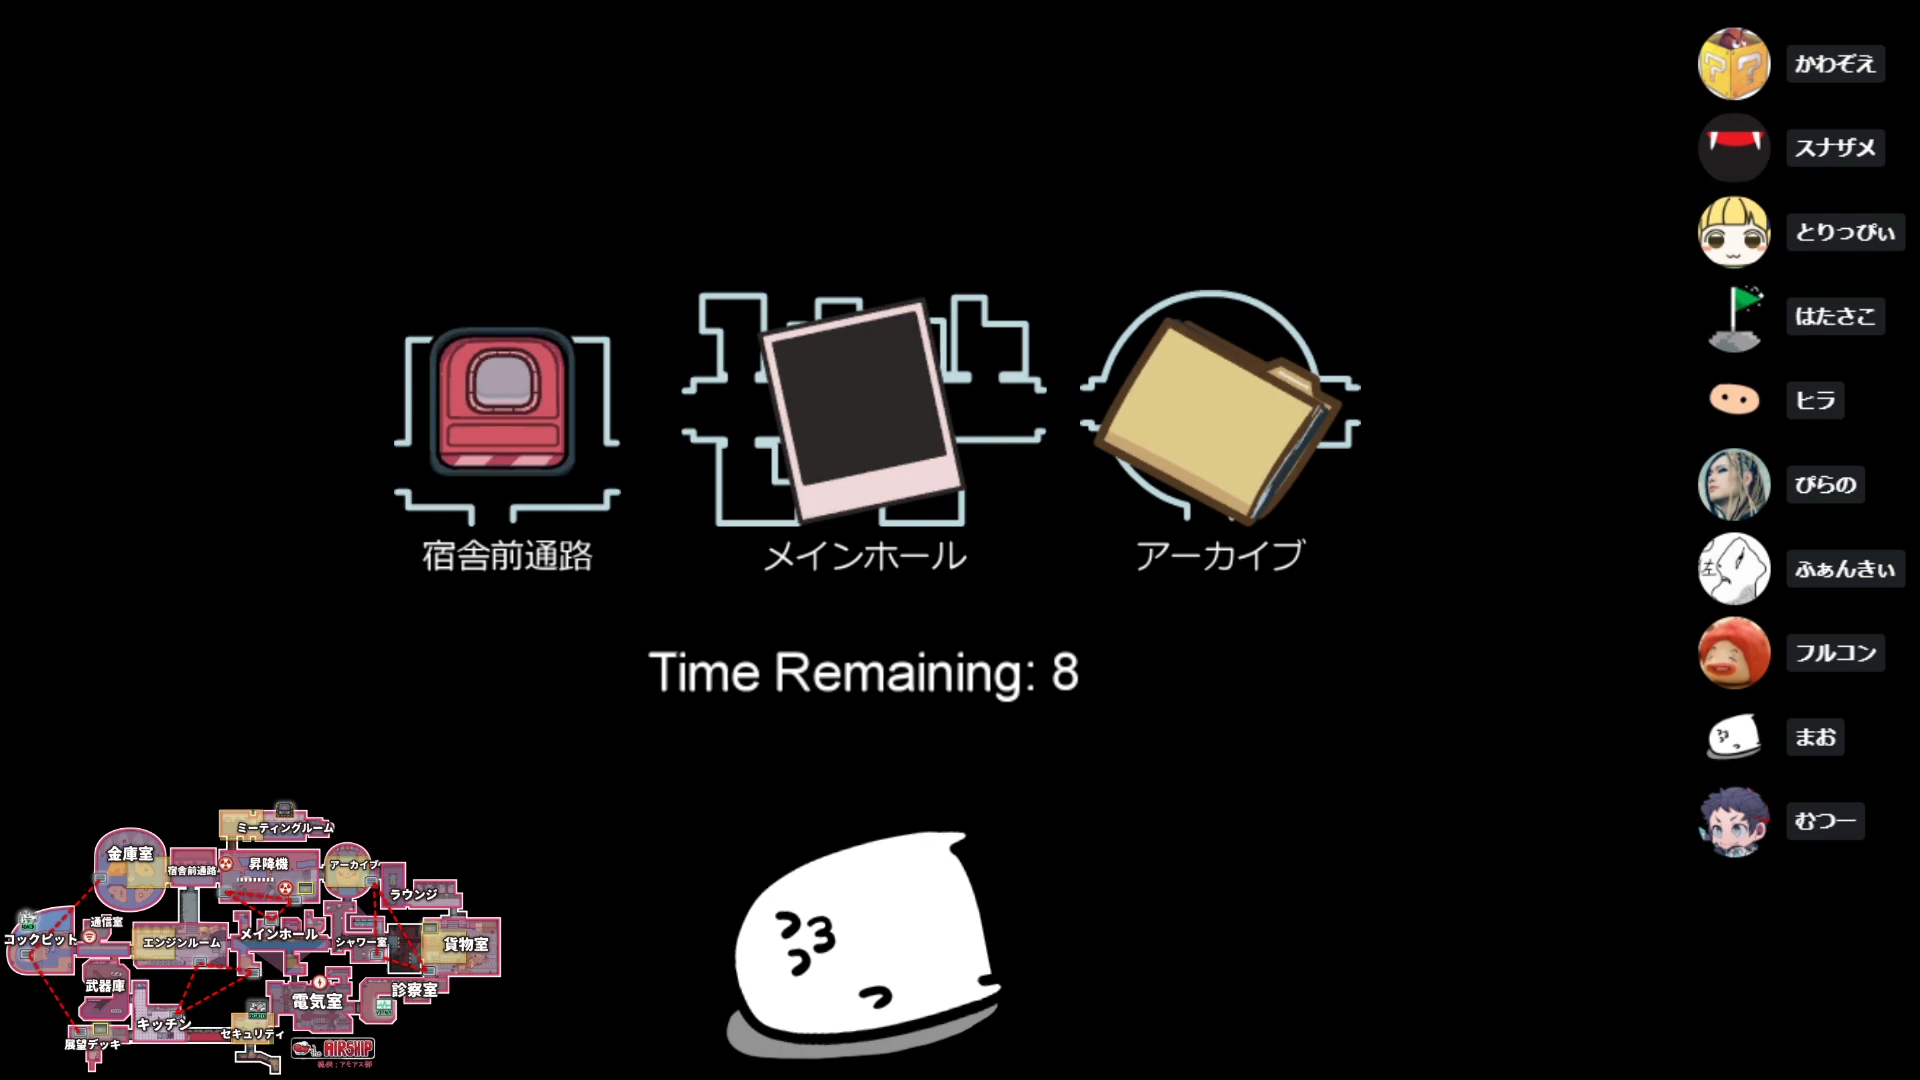 かわぞえ
スナザメ
とりっぴぃ
はたさこ
ヒラ
ぴらの
左
ふぁんきぃ
フルコン
まお
むつー
宿舎前通路
メインホール
アーカイブ
Time Remaining: 8
ミーティングルーム
金庫室
宿舎前通路
昇降機
アーカイブ
ラウンジ
通信室
コックピット
エンジンルーム
メインホール
シャワー室
貨物室
武器庫
電気室
診察室
キッチン
セキュリティ
展望デッキ
the AIRSHIP